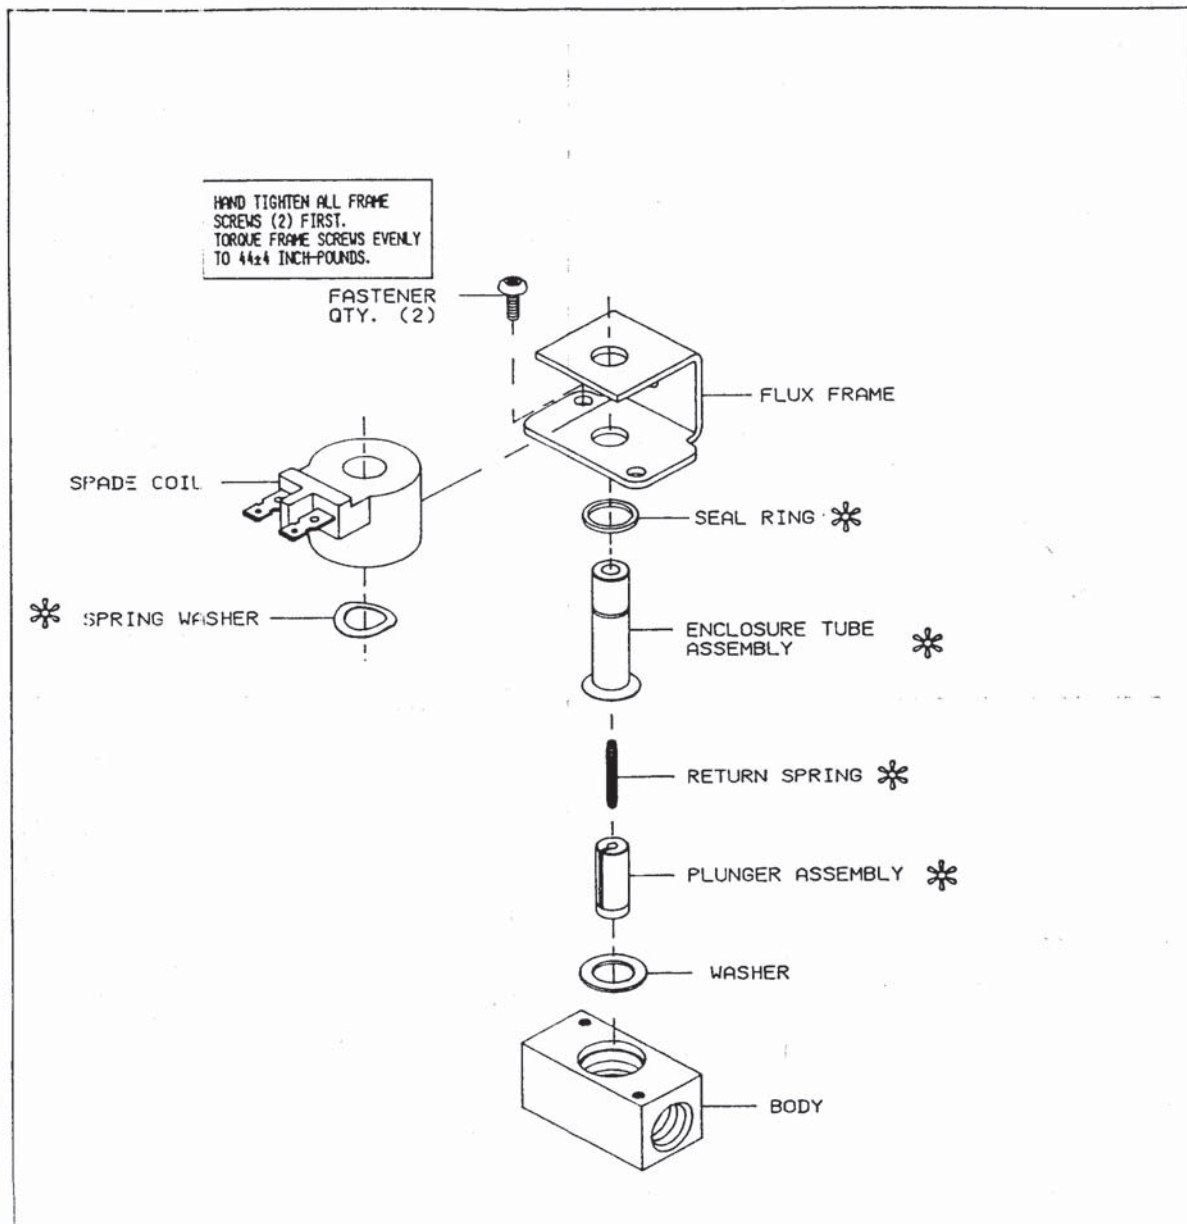 HAND TIGHTEN ALL FRAME
SCREWS (2) FIRST.
TORQUE FRAME SCREWS EVENLY
TO 44±4 INCH-POUNDS.
FASTENER
QTY. (2)
FLUX FRAME
SPADE COIL
SEAL RING
SPRING WASHER
ENCLOSURE TUBE
ASSEMBLY
RETURN SPRING
PLUNGER ASSEMBLY
WASHER
BODY